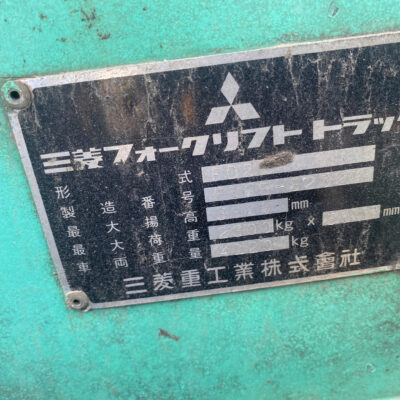 三菱フォークリフト トラック
形式
製造番号
最大揚高 mm
最大荷重 kg × mm
車両重量 kg
三菱重工業株式會社